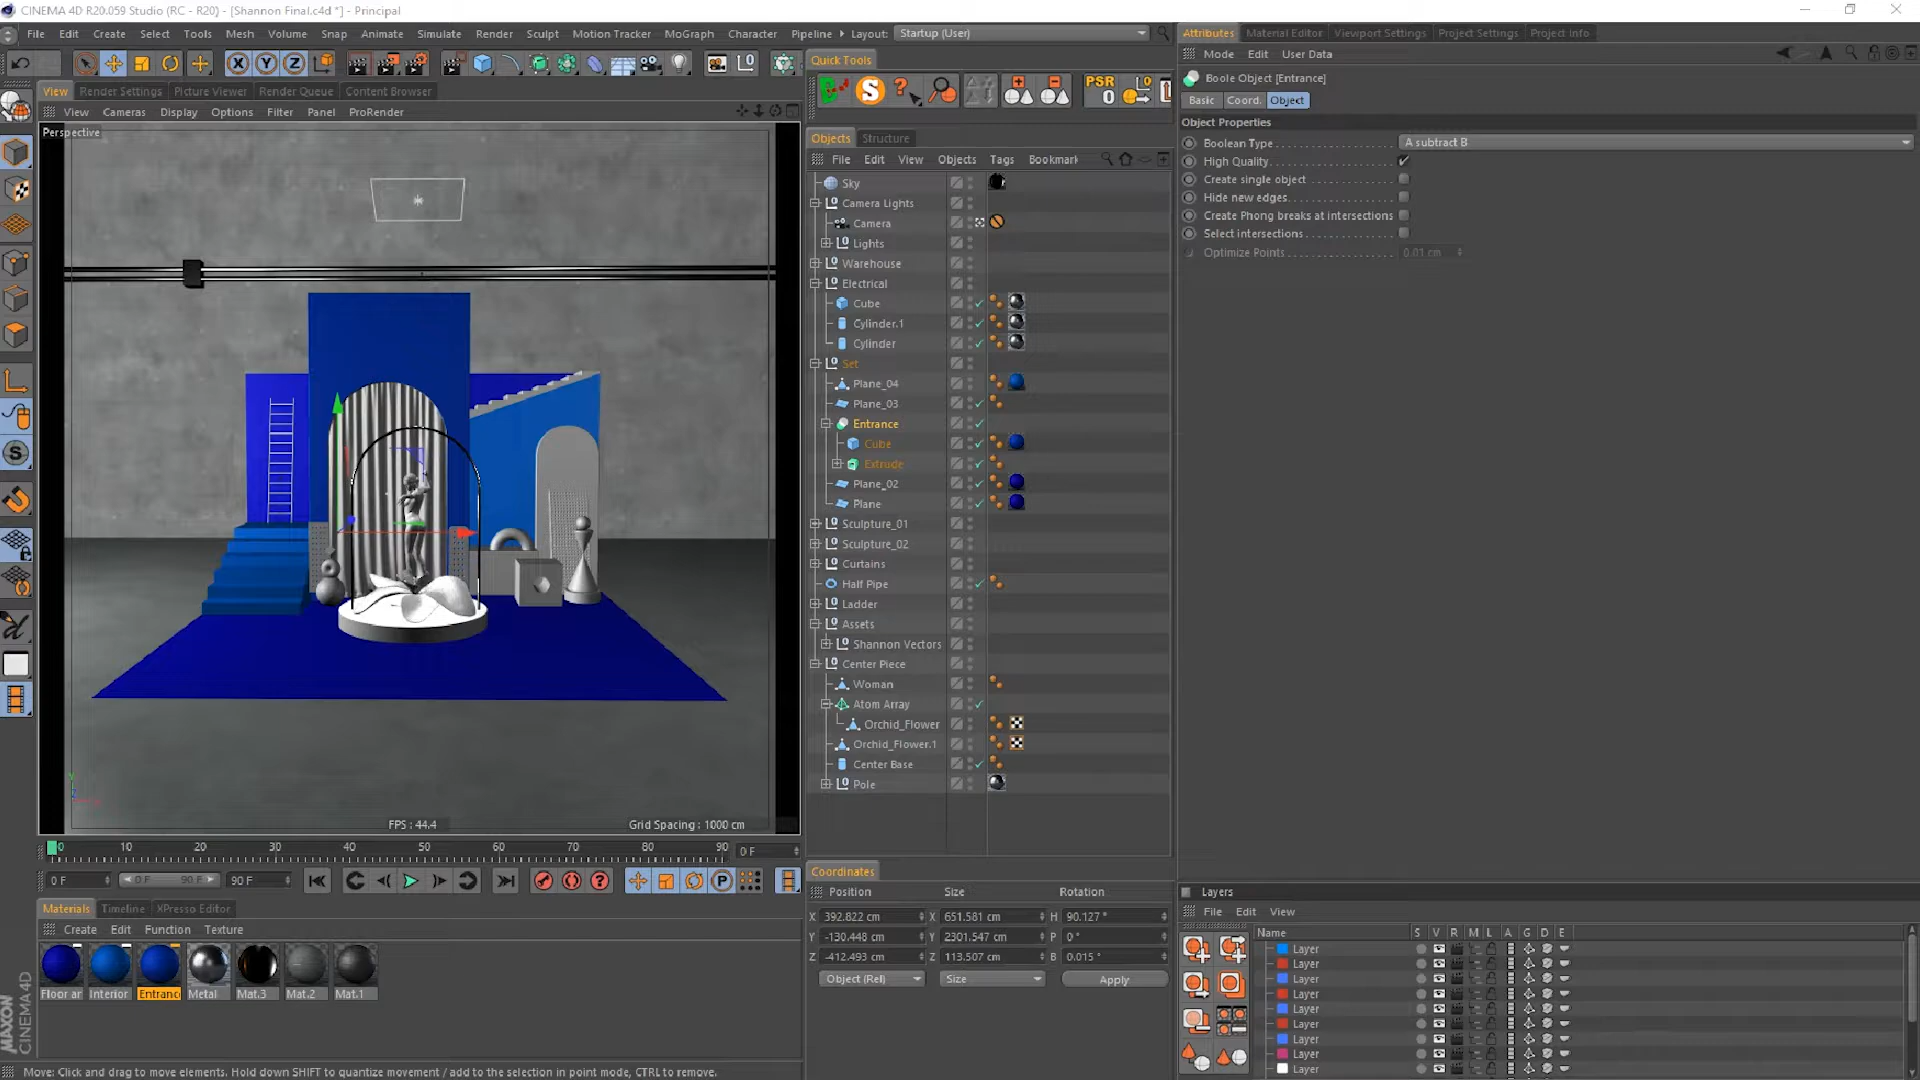 CINEMA 4D R20.059 Studio (RC - R20) - [Shannon Final.c4d *] - Principal
File Edit Create Select Tools Mesh Volume Snap Animate Simulate Render Sculpt Motion Tracker MoGraph Character Pipeline Layout: Startup (User)
Attributes Material Editor Viewport Settings Project Settings Project Info
Mode Edit User Data
X Y Z
Quick Tools
PSR
0
View Render Settings Picture Viewer Render Queue Content Browser
View Cameras Display Options Filter Panel ProRender
Perspective
FPS : 44.4
Grid Spacing : 1000 cm
Boole Object [Entrance]
Basic Coord. Object
Object Properties
Boolean Type A subtract B
High Quality
Create single object
Hide new edges
Create Phong breaks at intersections
Select intersections
Optimize Points 0.01 cm
Objects Structure
File Edit View Objects Tags Bookmark
Sky
Camera Lights
Camera
Lights
Warehouse
Electrical
Cube
Cylinder.1
Cylinder
Set
Plane_04
Plane_03
Entrance
Cube
Extrude
Plane_02
Plane
Sculpture_01
Sculpture_02
Curtains
Half Pipe
Ladder
Assets
Shannon Vectors
Center Piece
Woman
Atom Array
Orchid_Flower
Orchid_Flower.1
Center Base
Pole
0 10 20 30 40 50 60 70 80 90 0 F
0 F 0 F 90 F 90 F
Materials Timeline XPresso Editor
Create Edit Function Texture
Floor ar Interior Entranc Metal Mat.3 Mat.2 Mat.1
Coordinates
Position Size Rotation
X 392.822 cm X 651.581 cm H 90.127 °
Y -130.448 cm Y 2301.547 cm P 0 °
Z -412.493 cm Z 113.507 cm B 0.015 °
Object (Rel) Size Apply
Layers
File Edit View
Name S V R M L A G D E
Layer
Layer
Layer
Layer
Layer
Layer
Layer
Layer
Layer
MAXON
CINEMA 4D
Move: Click and drag to move elements. Hold down SHIFT to quantize movement / add to the selection in point mode, CTRL to remove.